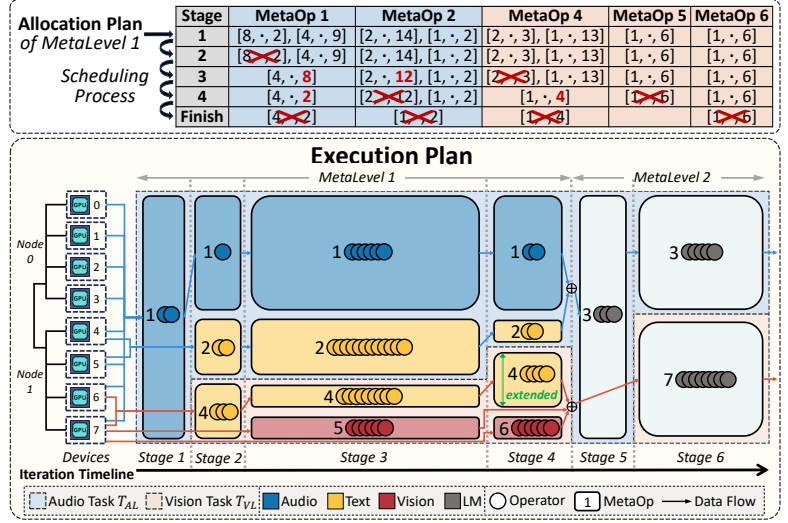 Allocation Plan
of MetaLevel 1
Scheduling
Process
Stage MetaOp 1 MetaOp 2 MetaOp 4 MetaOp 5 MetaOp 6
1 [8, ·, 2], [4, ·, 9] [2, ·, 14], [1, ·, 2] [2, ·, 3], [1, ·, 13] [1, ·, 6] [1, ·, 6]
2 [8, ·, 2], [4, ·, 9] [2, ·, 14], [1, ·, 2] [2, ·, 3], [1, ·, 13] [1, ·, 6] [1, ·, 6]
3 [4, ·, 8] [2, ·, 12], [1, ·, 2] [2, ·, 3], [1, ·, 13] [1, ·, 6] [1, ·, 6]
4 [4, ·, 2] [2, ·, 12], [1, ·, 2] [1, ·, 4] [1, ·, 6] [1, ·, 6]
Finish [4, ·, 2] [1, ·, 2] [1, ·, 4] [1, ·, 6]
Execution Plan
MetaLevel 1 MetaLevel 2
Node
0
Node
1
GPU 0
GPU 1
GPU 2
GPU 3
GPU 4
GPU 5
GPU 6
GPU 7
1
1
2
4
1
2
4
5
1
2
4
extended
6
3
3
7
Devices Stage 1 Stage 2 Stage 3 Stage 4 Stage 5 Stage 6
Iteration Timeline
Audio Task T_AL Vision Task T_VL Audio Text Vision LM Operator 1 MetaOp Data Flow